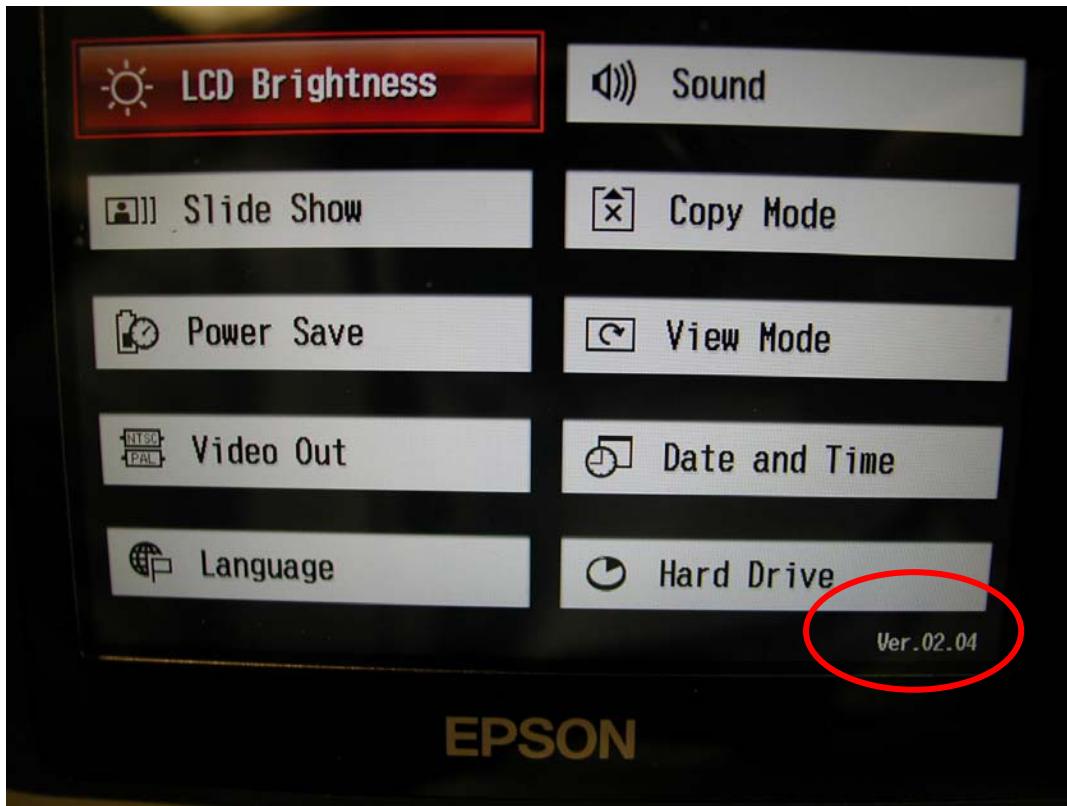 LCD Brightness
Sound
Slide Show
Copy Mode
Power Save
View Mode
NTSC
PAL
Video Out
Date and Time
Language
Hard Drive
Ver.02.04
EPSON